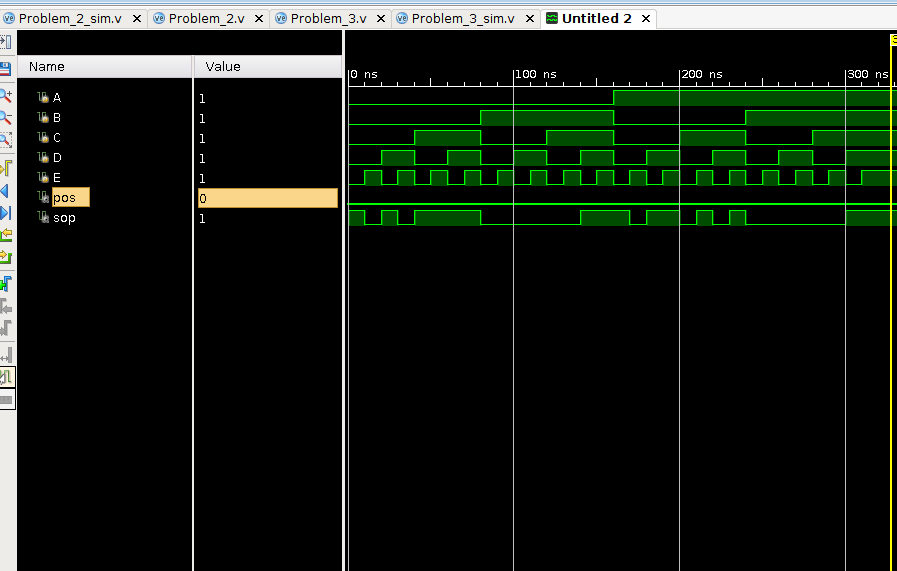 Problem_2_sim.v Problem_2.v Problem_3.v Problem_3_sim.v Untitled 2
Name Value
0 ns 100 ns 200 ns 300 ns
A 1
B 1
C 1
D 1
E 1
pos 0
sop 1